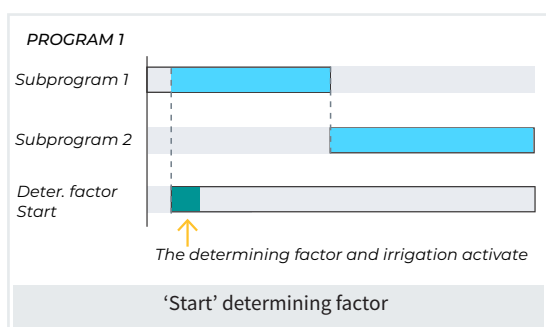 PROGRAM 1
Subprogram 1
Subprogram 2
Deter. factor
Start
The determining factor and irrigation activate
‘Start’ determining factor